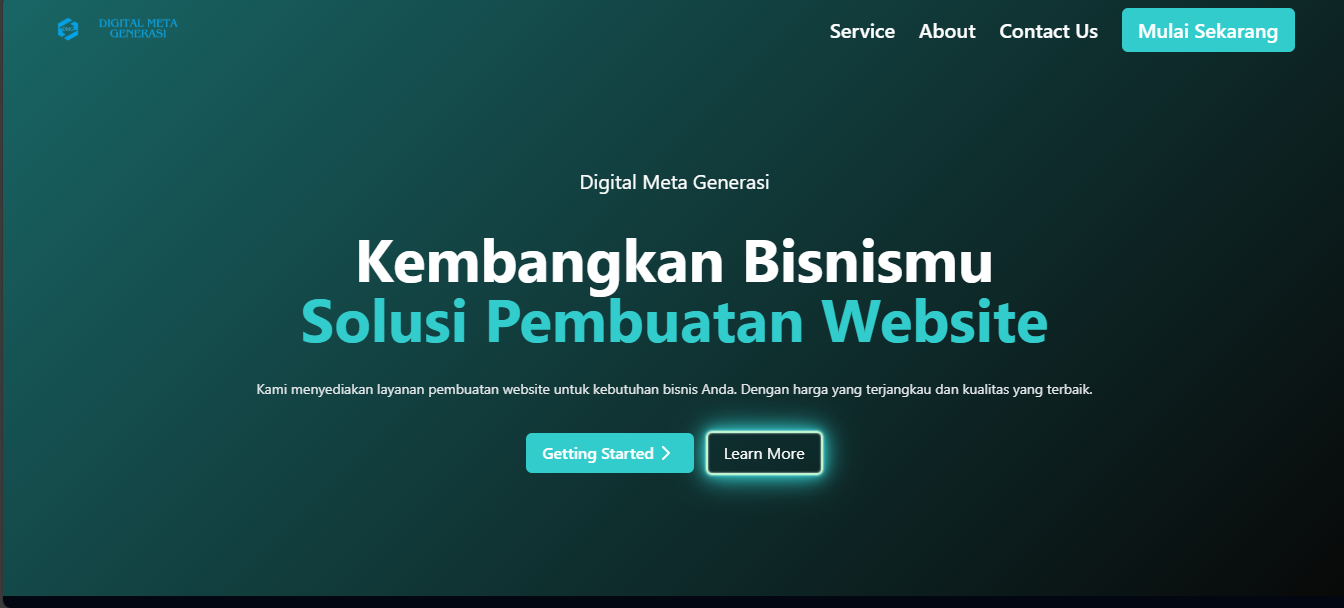 DIGITAL META
GENERASI
Service About Contact Us Mulai Sekarang
Digital Meta Generasi
Kembangkan Bisnismu
Solusi Pembuatan Website
Kami menyediakan layanan pembuatan website untuk kebutuhan bisnis Anda. Dengan harga yang terjangkau dan kualitas yang terbaik.
Getting Started Learn More